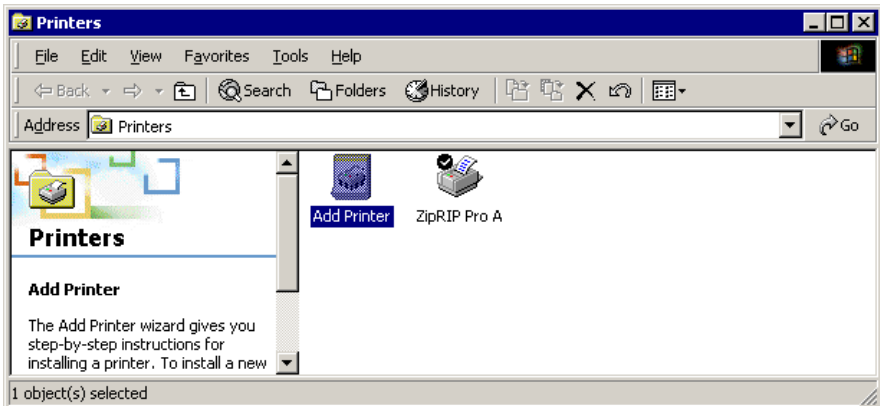 Printers
File Edit View Favorites Tools Help
Back Search Folders History
Address Printers Go
Add Printer ZipRIP Pro A
Printers
Add Printer
The Add Printer wizard gives you
step-by-step instructions for
installing a printer. To install a new
1 object(s) selected